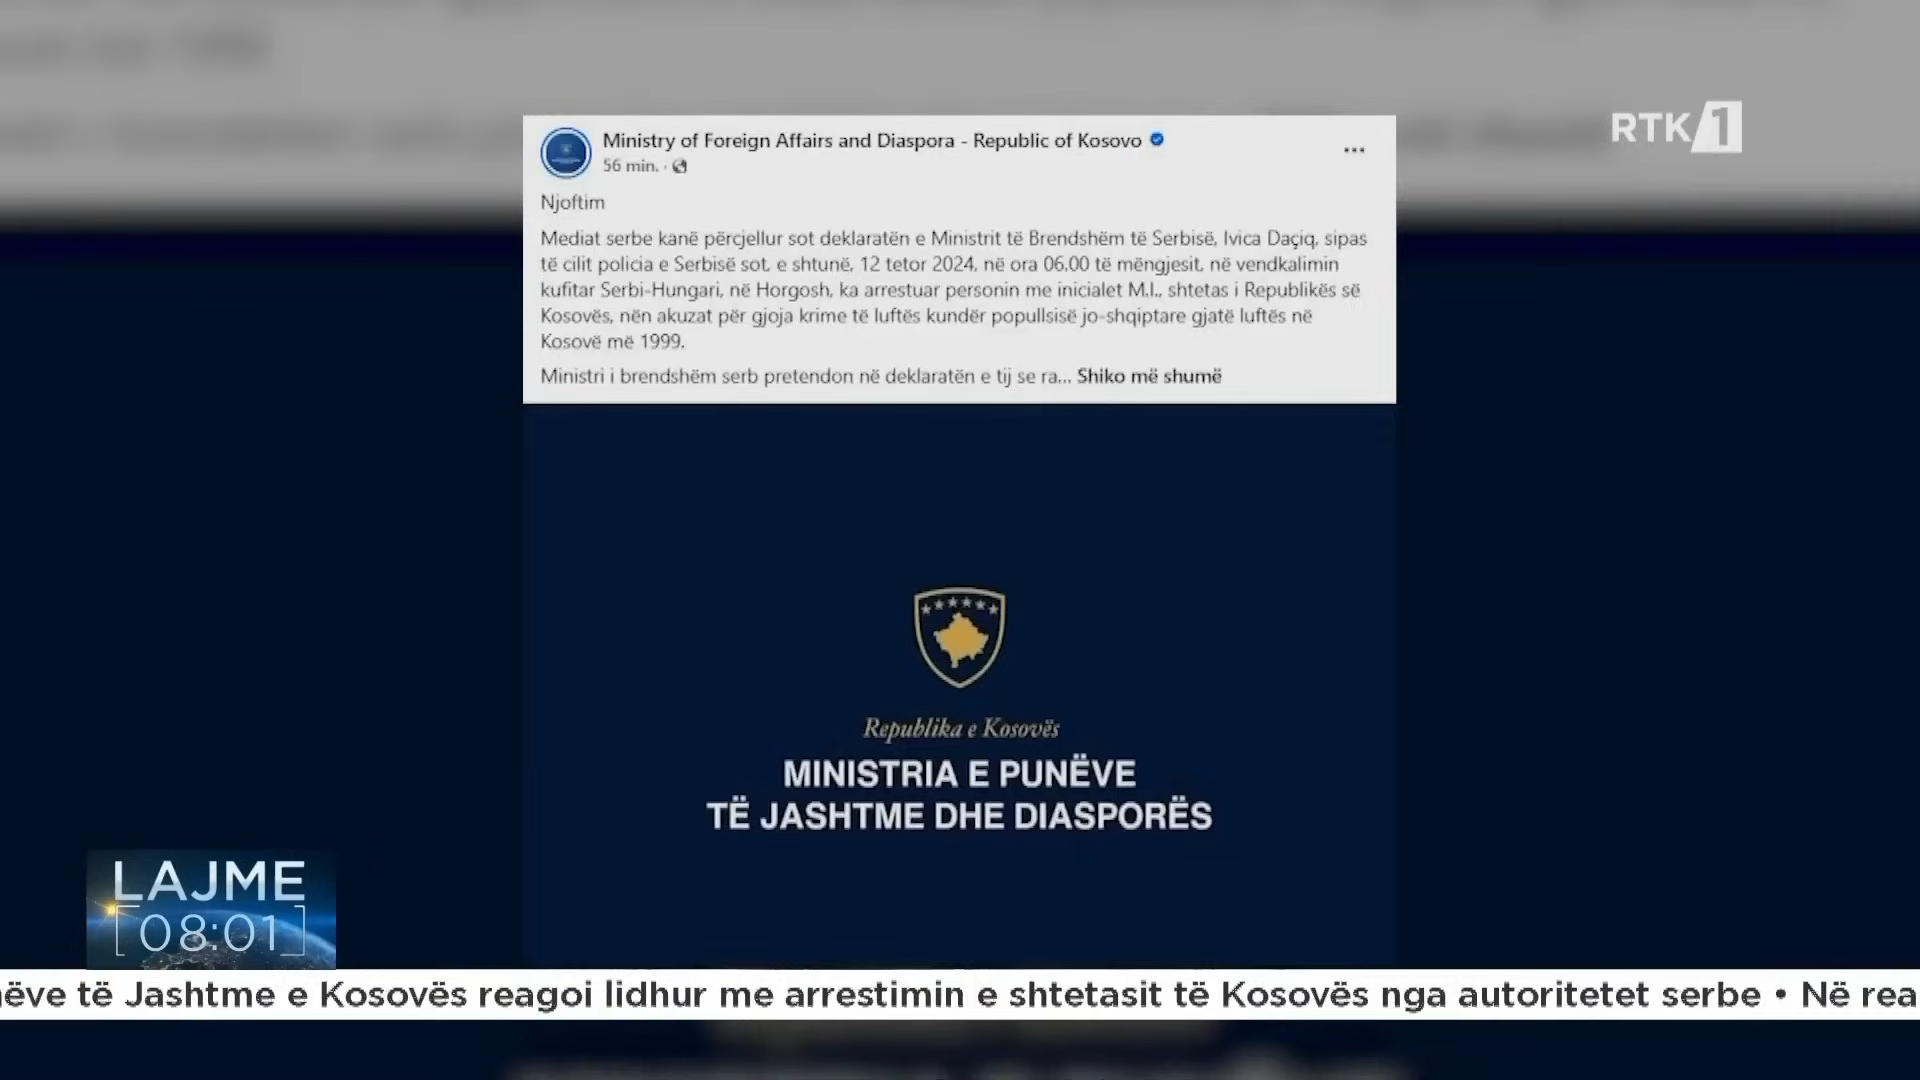 RTK 1
Ministry of Foreign Affairs and Diaspora - Republic of Kosovo
56 min. ·
Njoftim
Mediat serbe kanë përcjellur sot deklaratën e Ministrit të Brendshëm të Serbisë, Ivica Daçiq, sipas
të cilit policia e Serbisë sot, e shtunë, 12 tetor 2024, në ora 06.00 të mëngjesit, në vendkalimin
kufitar Serbi-Hungari, në Horgosh, ka arrestuar personin me inicialet M.I., shtetas i Republikës së
Kosovës, nën akuzat për gjoja krime të luftës kundër popullsisë jo-shqiptare gjatë luftës në
Kosovë më 1999.
Ministri i brendshëm serb pretendon në deklaratën e tij se ra... Shiko më shumë
Republika e Kosovës
MINISTRIA E PUNËVE
TË JASHTME DHE DIASPORËS
LAJME
08:01
ëve të Jashtme e Kosovës reagoi lidhur me arrestimin e shtetasit të Kosovës nga autoritetet serbe • Në rea